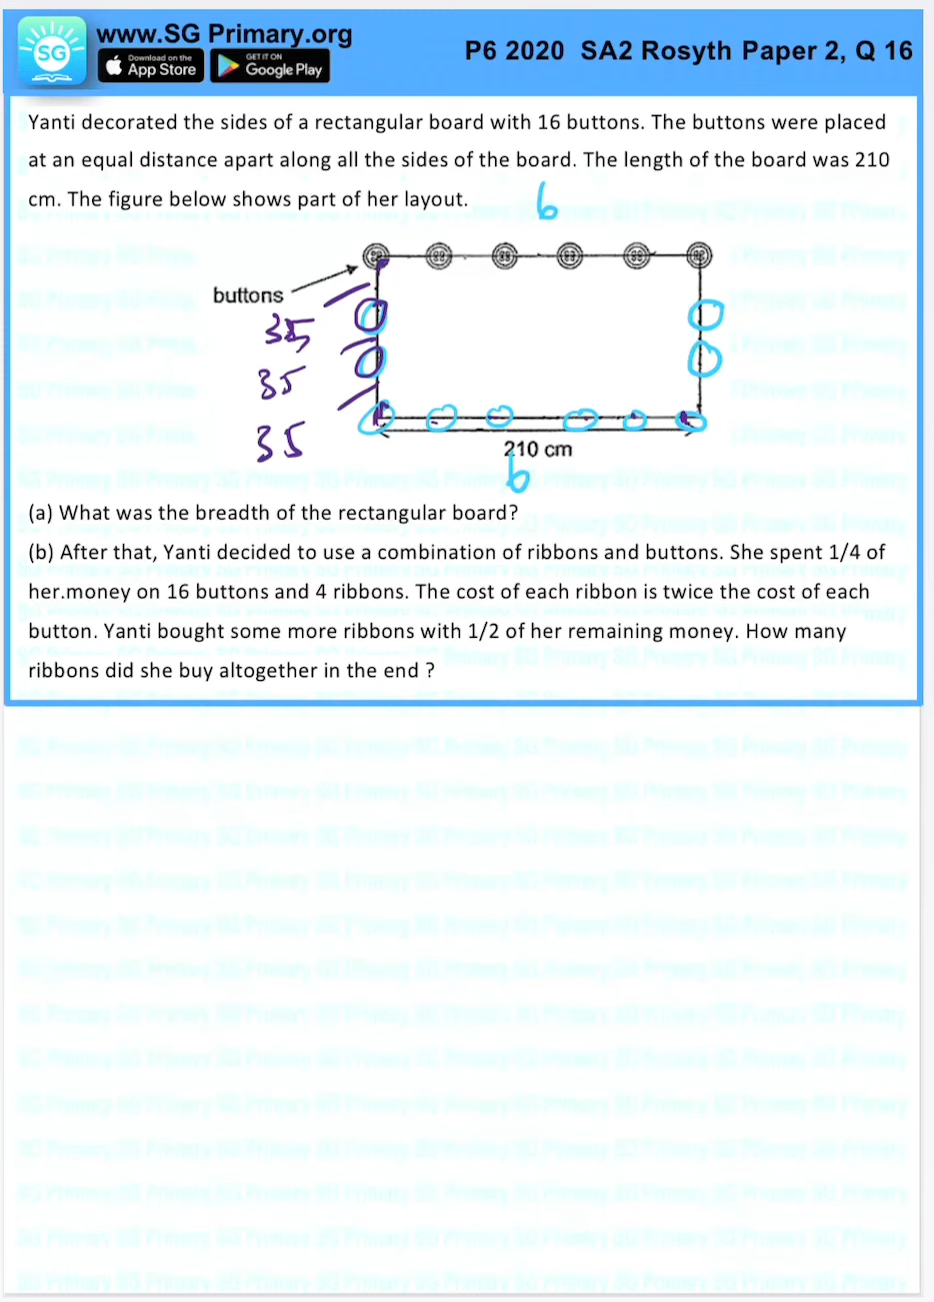 www.SG Primary.org
SG
Download on the
App Store
GET IT ON
Google Play
P6 2020 SA2 Rosyth Paper 2, Q 16
Yanti decorated the sides of a rectangular board with 16 buttons. The buttons were placed
at an equal distance apart along all the sides of the board. The length of the board was 210
cm. The figure below shows part of her layout.
6
buttons
35
35
35
210 cm
6
(a) What was the breadth of the rectangular board?
(b) After that, Yanti decided to use a combination of ribbons and buttons. She spent 1/4 of
her.money on 16 buttons and 4 ribbons. The cost of each ribbon is twice the cost of each
button. Yanti bought some more ribbons with 1/2 of her remaining money. How many
ribbons did she buy altogether in the end ?